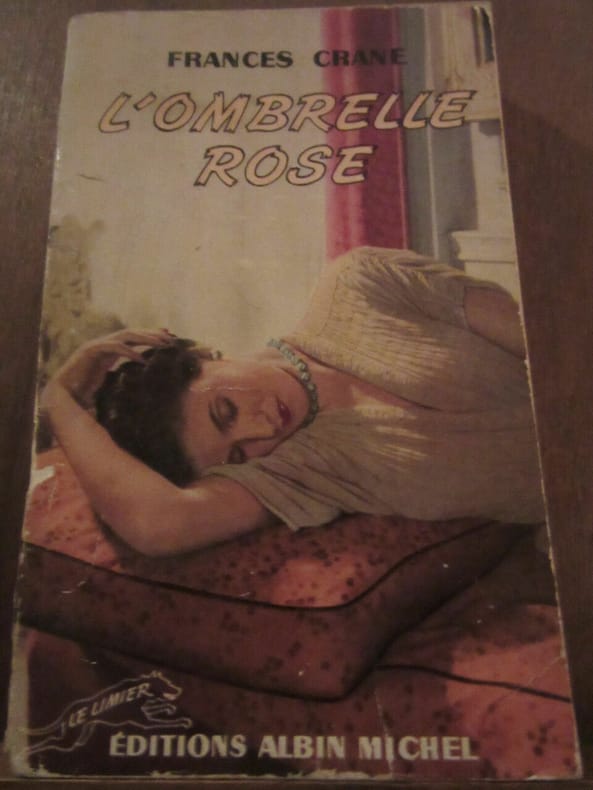 FRANCES CRANE
L'OMBRELLE
ROSE
LE LIMIER
ÉDITIONS ALBIN MICHEL